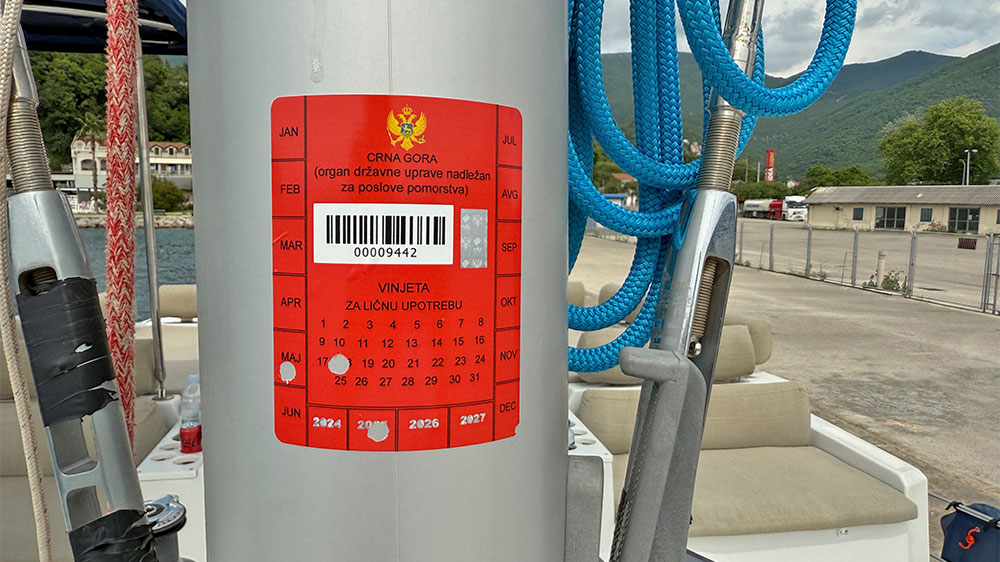 JAN
FEB
MAR
APR
MAJ
JUN
CRNA GORA
(organ državne uprave nadležan
za poslove pomorstva)
00009442
VINJETA
ZA LIČNU UPOTREBU
1 2 3 4 5 6 7 8
9 10 11 12 13 14 15 16
17 19 20 21 22 23 24
25 26 27 28 29 30 31
2024 2026 2027
JUL
AVG
SEP
OKT
NOV
DEC